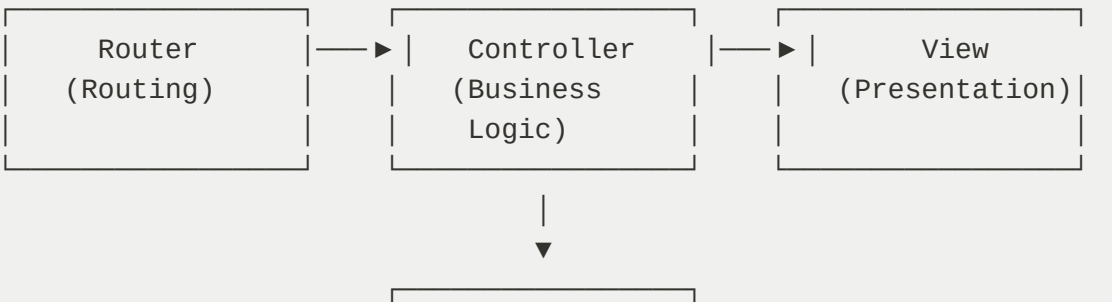 Router Controller View
(Routing) (Business (Presentation)
Logic)